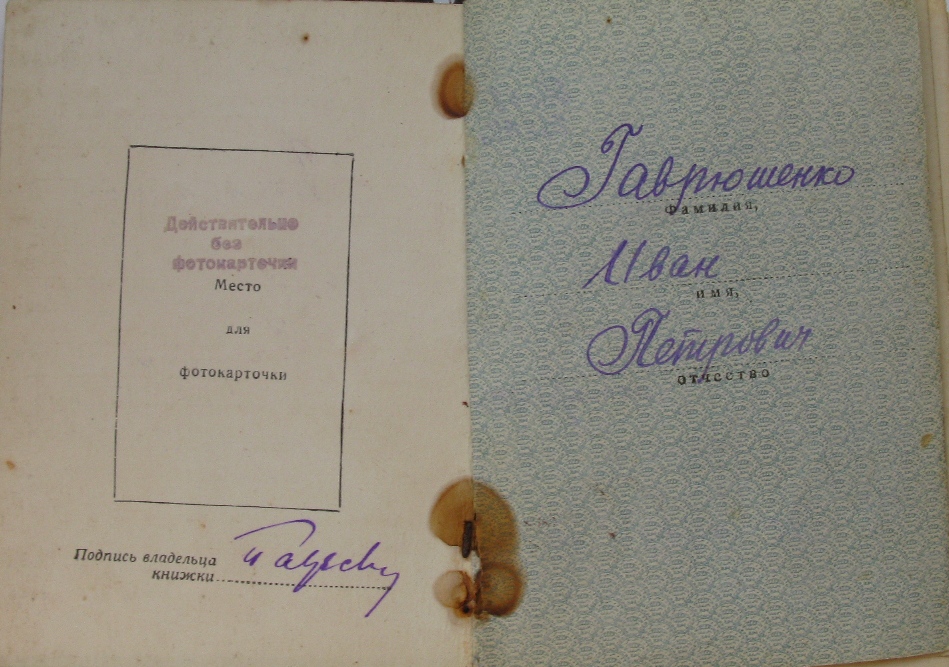 Действительно
без
фотокарточки
Место
для
фотокарточки
Подпись владельца
книжки
Гаврюшенко
Фамилия,
Иван
имя,
Петрович
отчество